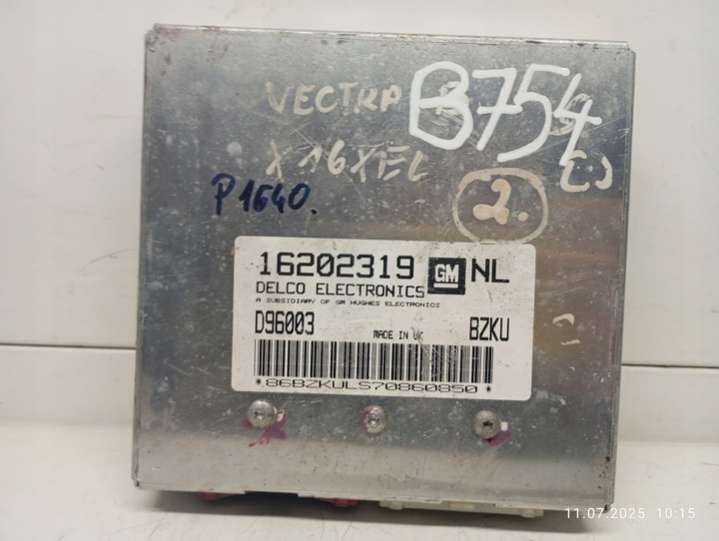 VECTRA B754
X16XEL (-)
P1640. 2.
16202319 GM NL
DELCO ELECTRONICS
A SUBSIDIARY OF GM HUGHES ELECTRONICS
D96003 MADE IN UK BZKU
*86BZKULS70860850*
11.07.2025 10:15